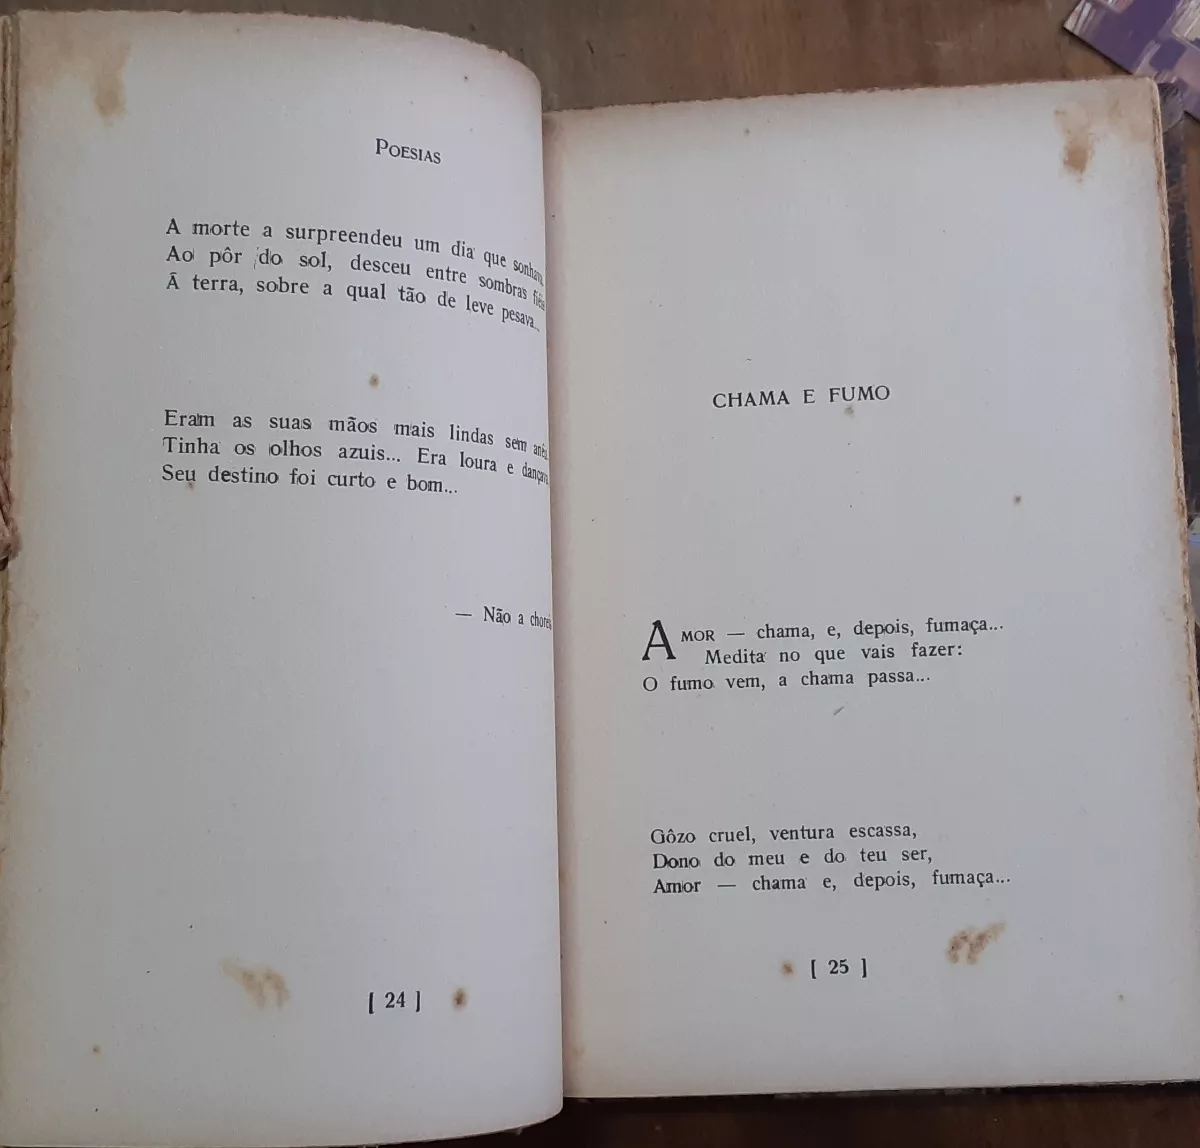 POESIAS
A morte a surpreendeu um dia que sonhava.
Ao pôr do sol, desceu entre sombras fiéis
À terra, sobre a qual tão de leve pesava...
Eram as suas mãos mais lindas sem
Tinha os olhos azuis... Era loura e dançava.
Seu destino foi curto e bom...
— Não a choreis
[ 24 ]
CHAMA E FUMO
AMOR — chama, e, depois, fumaça...
Medita no que vais fazer:
O fumo vem, a chama passa...
Gôzo cruel, ventura escassa,
Dono do meu e do teu ser,
Amor — chama e, depois, fumaça...
[ 25 ]